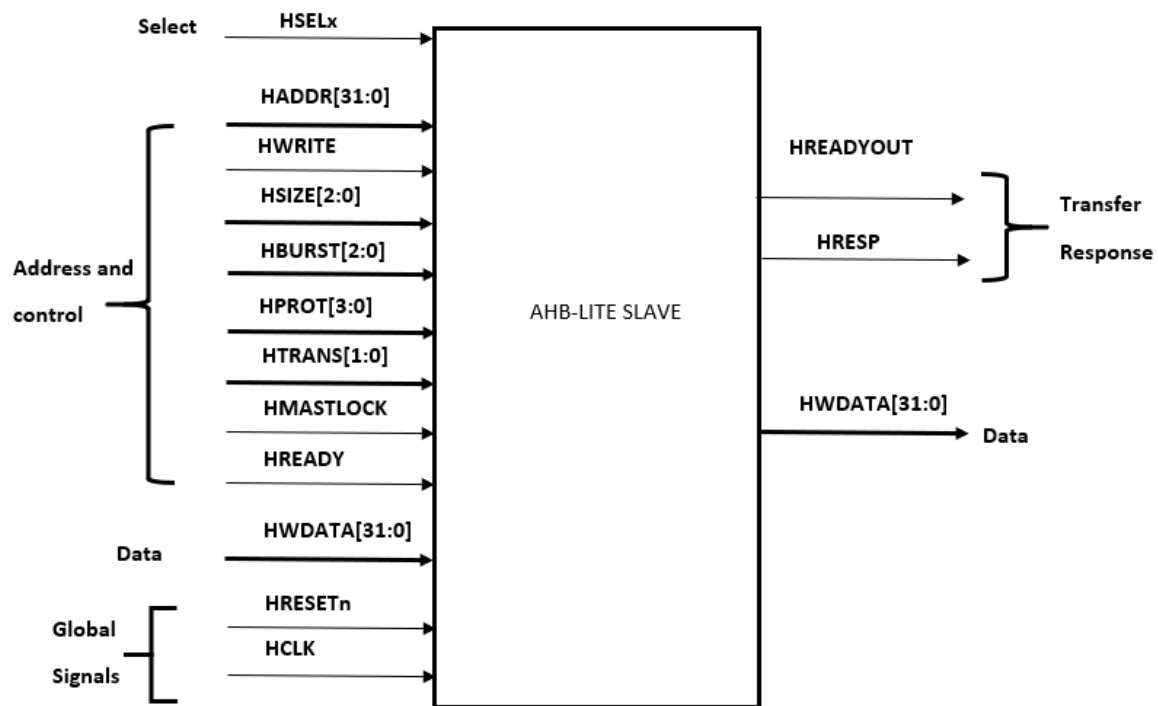 Select
HSELx
HADDR[31:0]
HWRITE
HSIZE[2:0]
HBURST[2:0]
HPROT[3:0]
HTRANS[1:0]
HMASTLOCK
HREADY
Address and
control
Data
HWDATA[31:0]
Global
Signals
HRESETn
HCLK
AHB-LITE SLAVE
HREADYOUT
HRESP
Transfer
Response
HWDATA[31:0]
Data